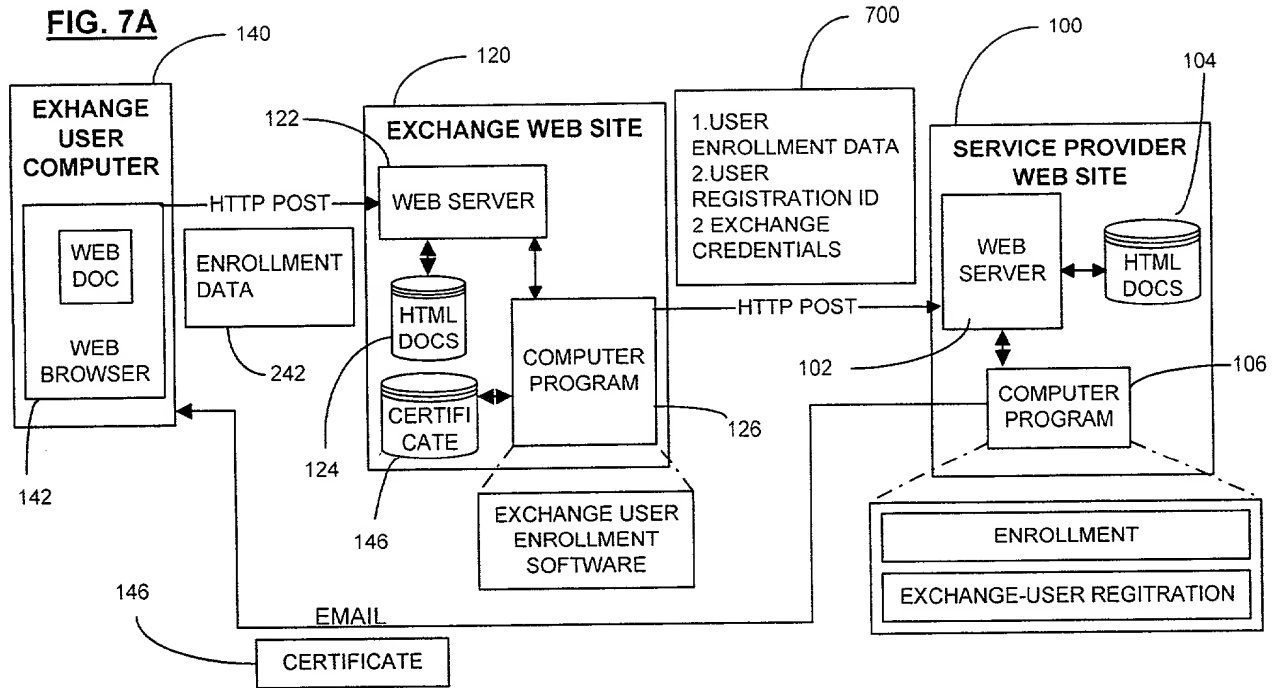 FIG. 7A
140
120
700
100
104
122
EXHANGE
USER
COMPUTER
WEB
DOC
WEB
BROWSER
142
HTTP POST
ENROLLMENT
DATA
242
EXCHANGE WEB SITE
WEB SERVER
HTML
DOCS
124
CERTIFI
CATE
146
COMPUTER
PROGRAM
126
EXCHANGE USER
ENROLLMENT
SOFTWARE
1.USER
ENROLLMENT DATA
2.USER
REGISTRATION ID
2 EXCHANGE
CREDENTIALS
HTTP POST
SERVICE PROVIDER
WEB SITE
WEB
SERVER
HTML
DOCS
102
106
COMPUTER
PROGRAM
ENROLLMENT
EXCHANGE-USER REGITRATION
EMAIL
146
CERTIFICATE